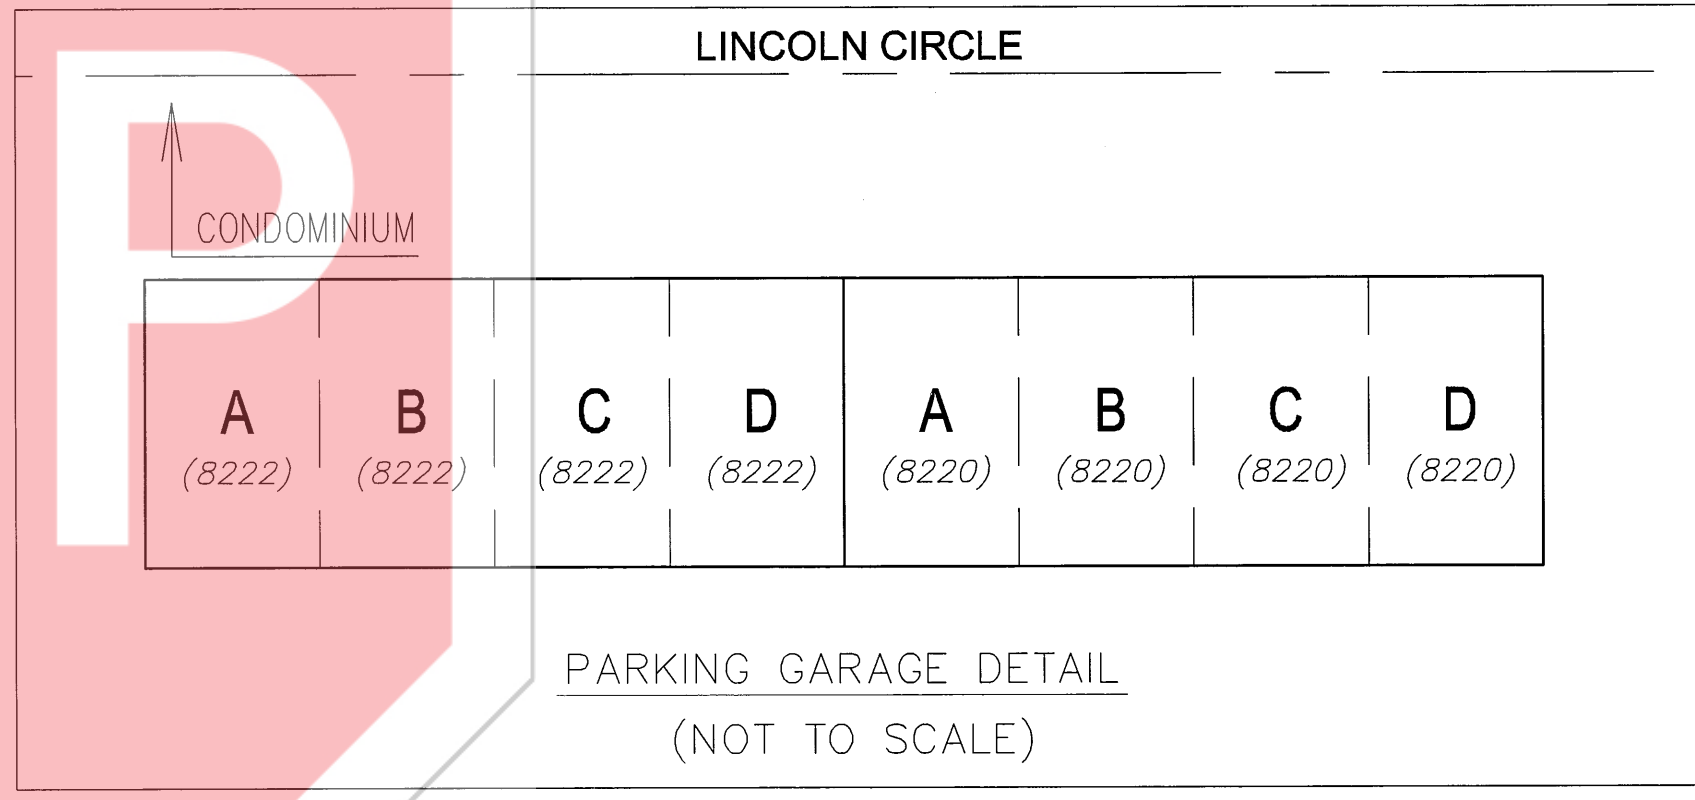 LINCOLN CIRCLE
CONDOMINIUM
A B C D A B C D
(8222) (8222) (8222) (8222) (8220) (8220) (8220) (8220)
PARKING GARAGE DETAIL
(NOT TO SCALE)
P